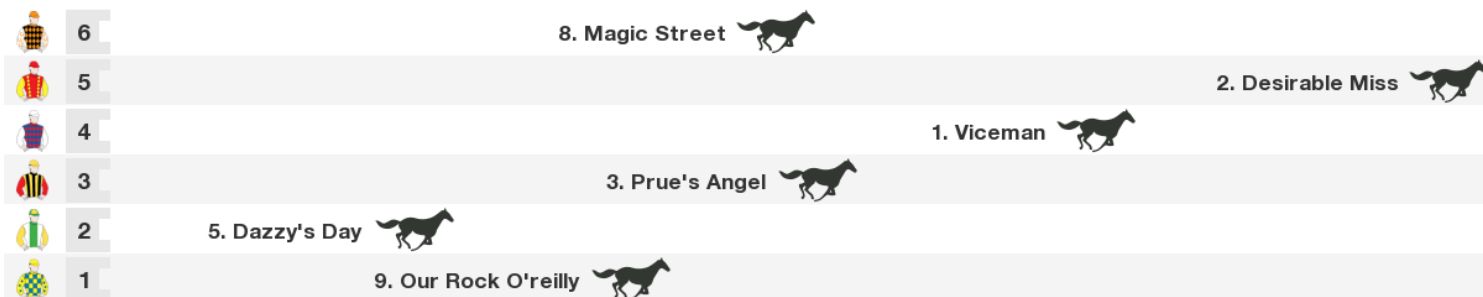 6 8. Magic Street
5 2. Desirable Miss
4 1. Viceman
3 3. Prue's Angel
2 5. Dazzy's Day
1 9. Our Rock O'reilly